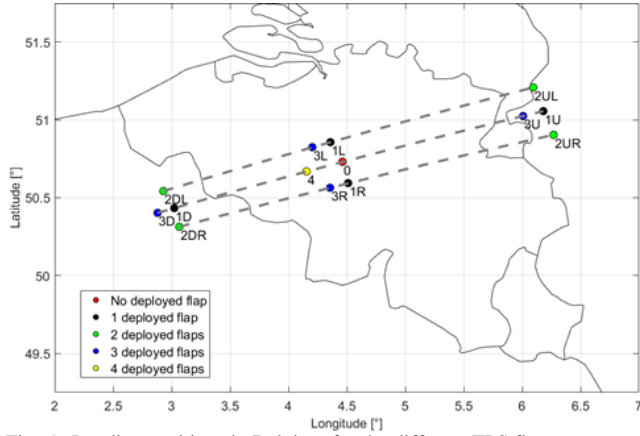 51.5
51
50.5
50
49.5
Latitude [°]
2UL
1U
3U
2UR
1L
3L
0
4
1R
3R
2DL
1D
3D
2DR
No deployed flap
1 deployed flap
2 deployed flaps
3 deployed flaps
4 deployed flaps
2 2.5 3 3.5 4 4.5 5 5.5 6 6.5 7
Longitude [°]